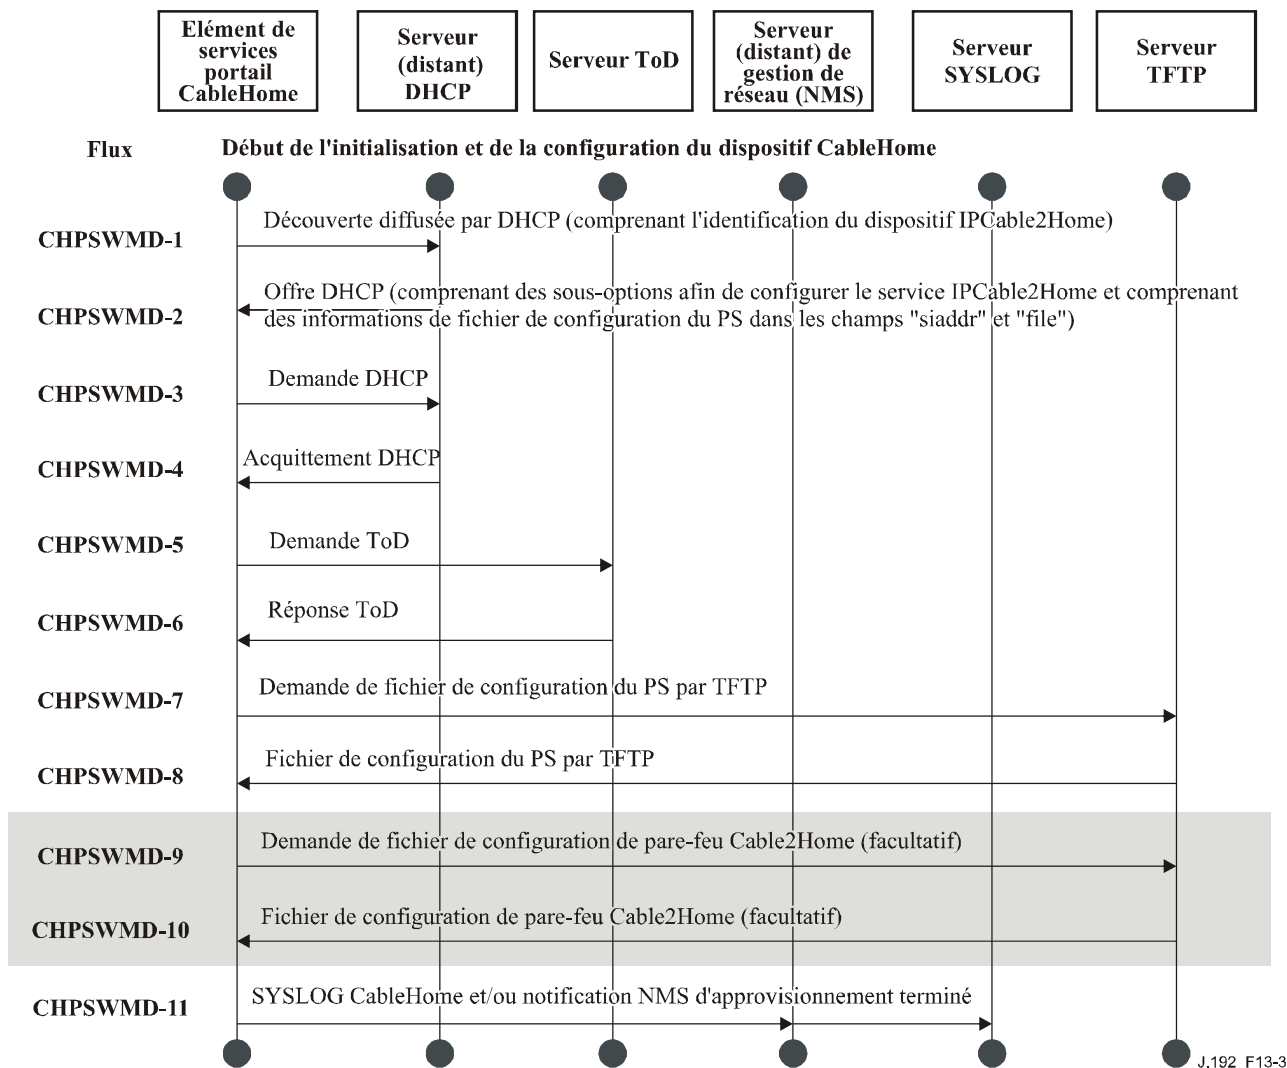 Elément de
services
portail
CableHome
Serveur
(distant)
DHCP
Serveur ToD
Serveur
(distant) de
gestion de
réseau (NMS)
Serveur
SYSLOG
Serveur
TFTP
Flux
Début de l'initialisation et de la configuration du dispositif CableHome
CHPSWMD-1
Découverte diffusée par DHCP (comprenant l'identification du dispositif IPCable2Home)
CHPSWMD-2
Offre DHCP (comprenant des sous-options afin de configurer le service IPCable2Home et comprenant
des informations de fichier de configuration du PS dans les champs "siaddr" et "file")
CHPSWMD-3
Demande DHCP
CHPSWMD-4
Acquittement DHCP
CHPSWMD-5
Demande ToD
CHPSWMD-6
Réponse ToD
CHPSWMD-7
Demande de fichier de configuration du PS par TFTP
CHPSWMD-8
Fichier de configuration du PS par TFTP
CHPSWMD-9
Demande de fichier de configuration de pare-feu Cable2Home (facultatif)
CHPSWMD-10
Fichier de configuration de pare-feu Cable2Home (facultatif)
CHPSWMD-11
SYSLOG CableHome et/ou notification NMS d'approvisionnement terminé
J.192_F13-3